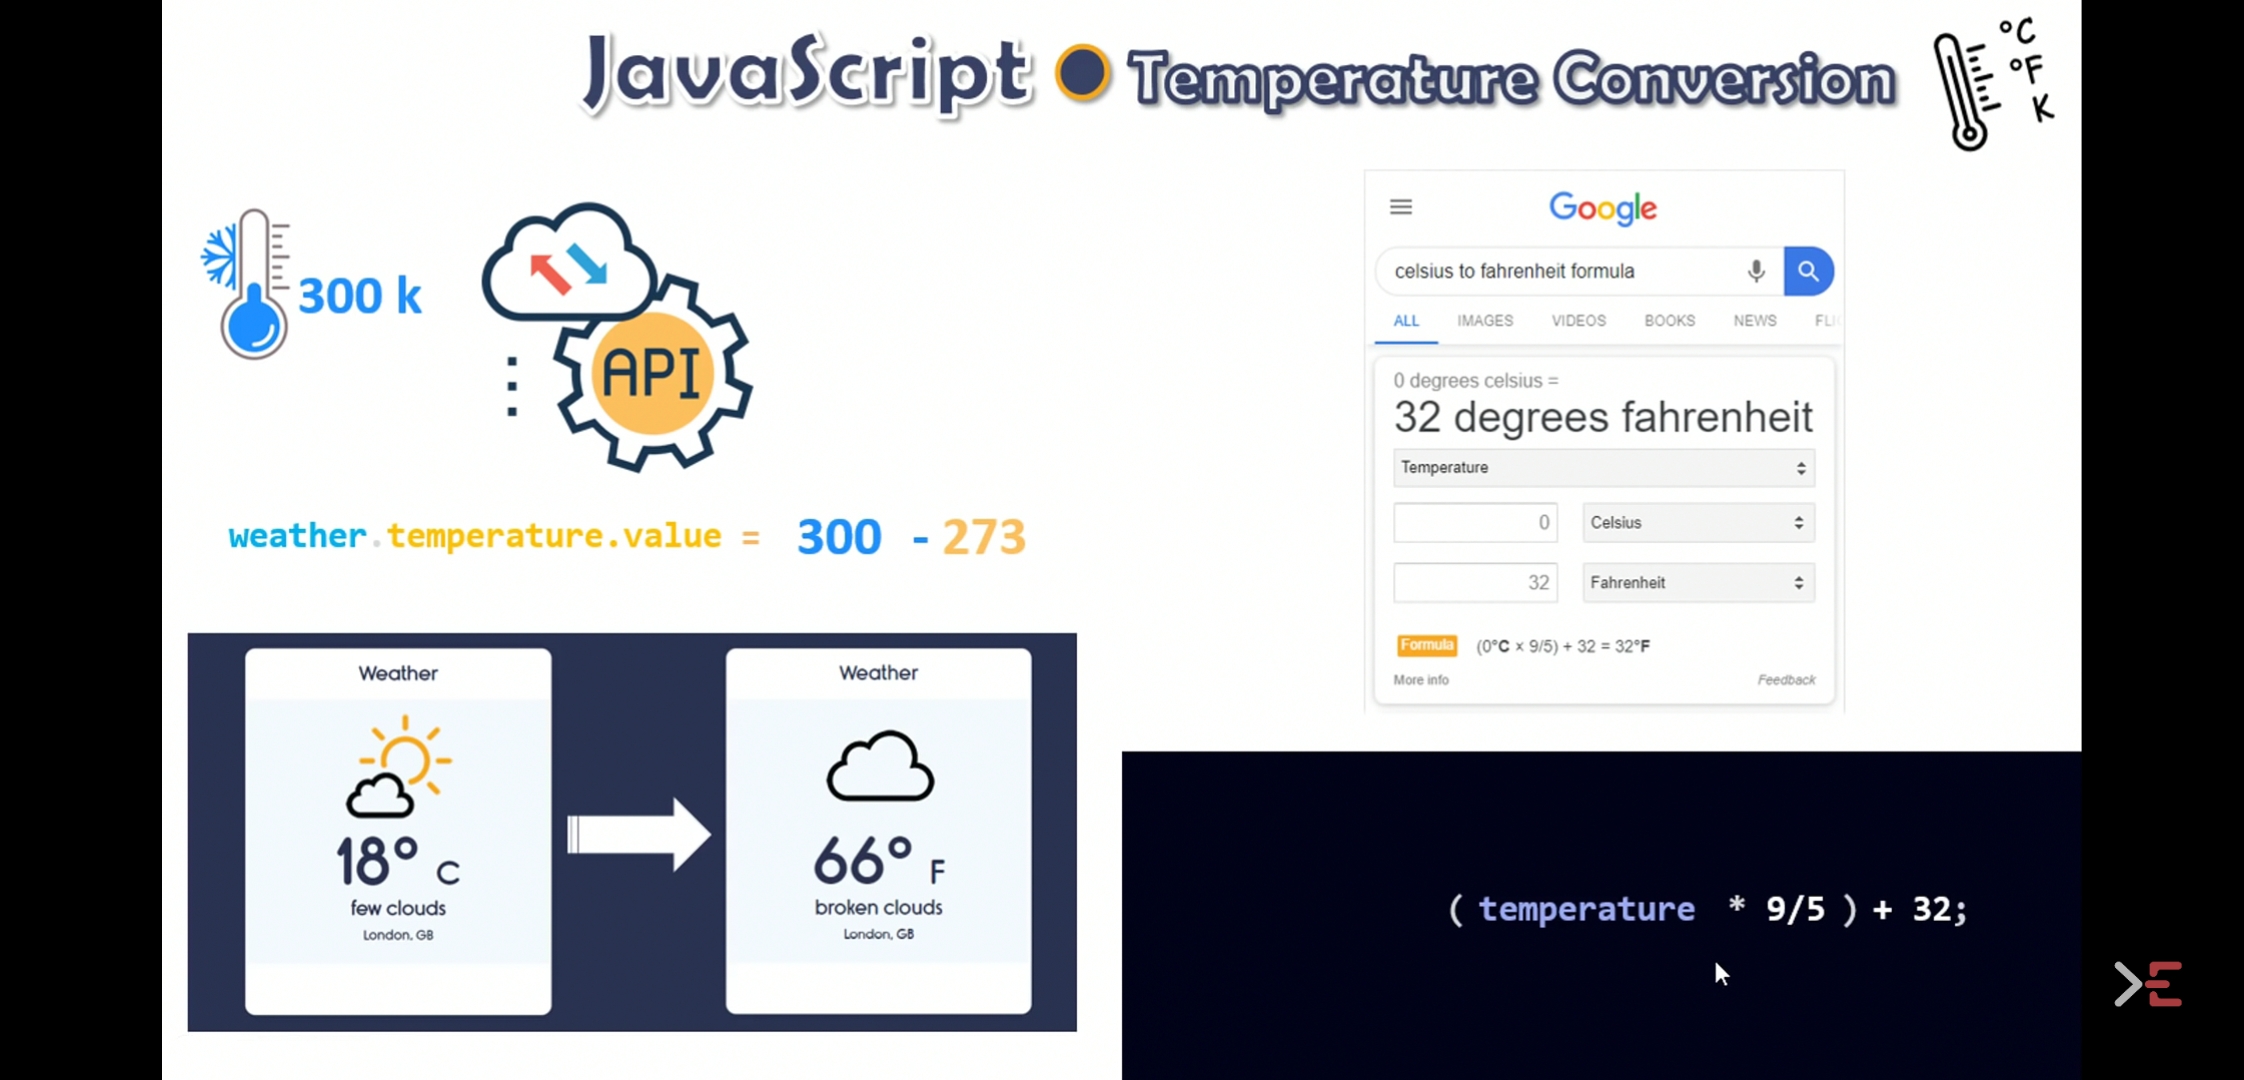 JavaScript Temperature Conversion
°C
°F
K
300 k
API
weather.temperature.value = 300 - 273
Weather
18° C
few clouds
London, GB
Weather
66° F
broken clouds
London, GB
Google
celsius to fahrenheit formula
ALL IMAGES VIDEOS BOOKS NEWS
0 degrees celsius =
32 degrees fahrenheit
Temperature
0 Celsius
32 Fahrenheit
Formula (0°C × 9/5) + 32 = 32°F
More info Feedback
( temperature * 9/5 ) + 32;